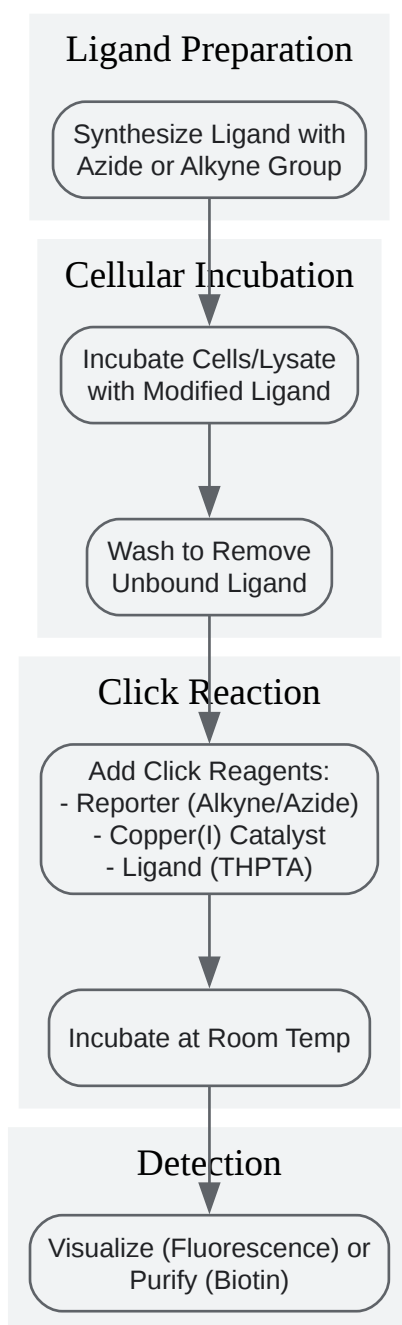 Ligand Preparation
Synthesize Ligand with
Azide or Alkyne Group
Cellular Incubation
Incubate Cells/Lysate
with Modified Ligand
Wash to Remove
Unbound Ligand
Click Reaction
Add Click Reagents:
- Reporter (Alkyne/Azide)
- Copper(I) Catalyst
- Ligand (THPTA)
Incubate at Room Temp
Detection
Visualize (Fluorescence) or
Purify (Biotin)